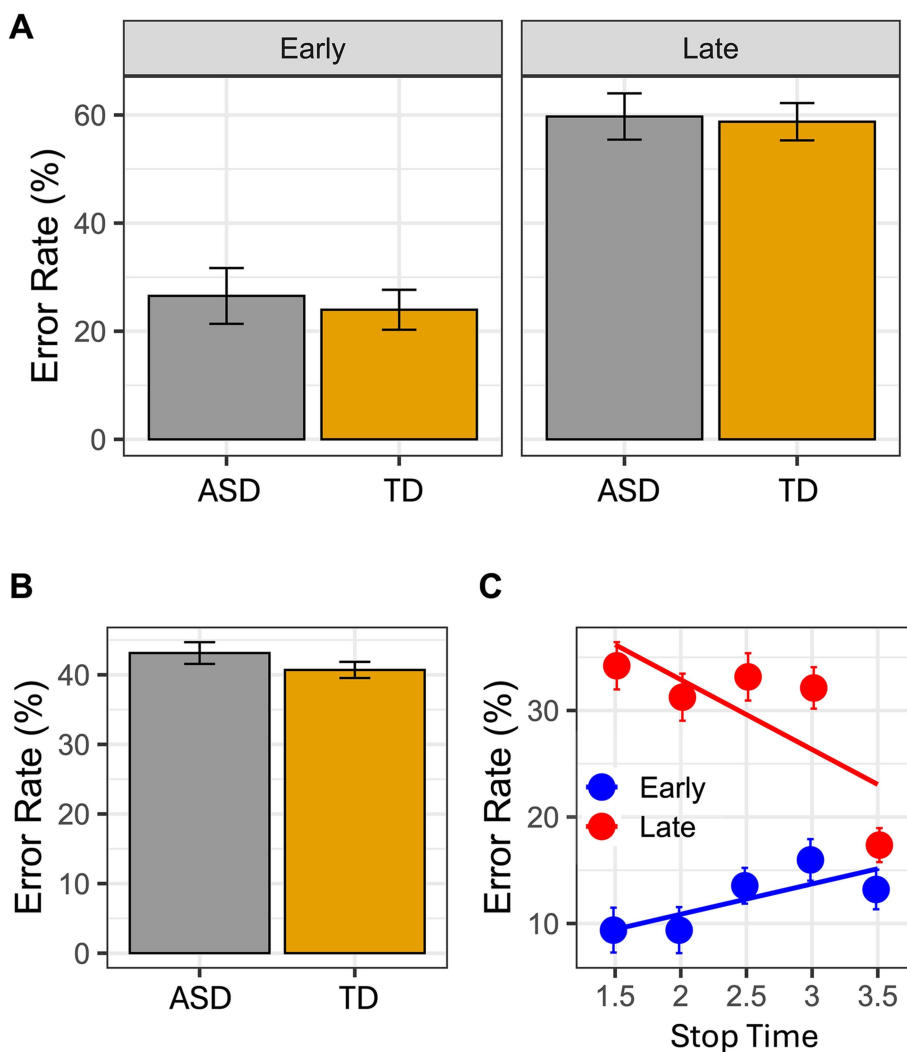 A
Early
Late
Error Rate (%)
60
40
20
0
ASD
TD
ASD
TD
B
Error Rate (%)
40
30
20
10
0
ASD
TD
C
Error Rate (%)
30
20
10
Early
Late
1.5
2
2.5
3
3.5
Stop Time